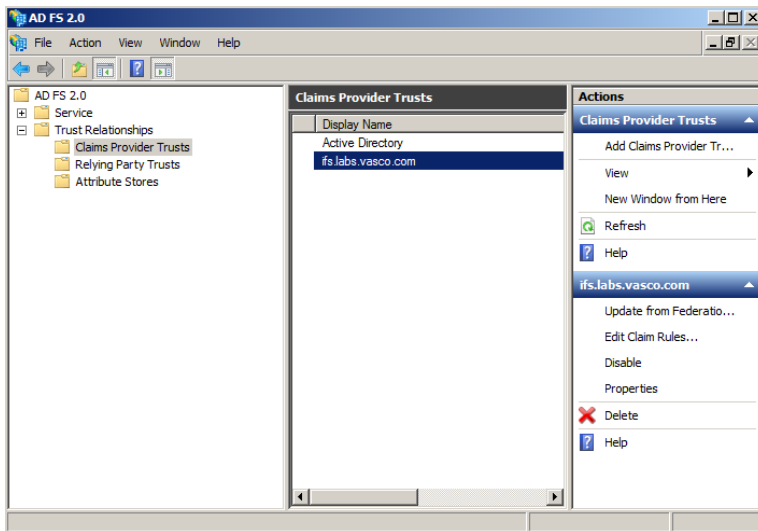 AD FS 2.0
File Action View Window Help
AD FS 2.0
Service
Trust Relationships
Claims Provider Trusts
Relying Party Trusts
Attribute Stores
Claims Provider Trusts
Display Name
Active Directory
ifs.labs.vasco.com
Actions
Claims Provider Trusts
Add Claims Provider Tr...
View
New Window from Here
Refresh
Help
ifs.labs.vasco.com
Update from Federatio...
Edit Claim Rules...
Disable
Properties
Delete
Help